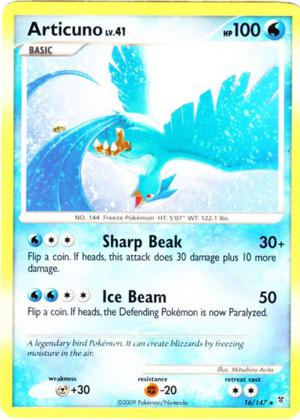 Articuno LV.41 HP 100
BASIC
NO. 144 Freeze Pokémon HT: 5'07" WT: 122.1 lbs.
Sharp Beak 30+
Flip a coin. If heads, this attack does 30 damage plus 10 more
damage.
Ice Beam 50
Flip a coin. If heads, the Defending Pokémon is now Paralyzed.
A legendary bird Pokémon. It can create blizzards by freezing
moisture in the air.
Illus. Mitsuhiro Arita
weakness resistance retreat cost
+30 -20
©2009 Pokémon/Nintendo 16/147 ★